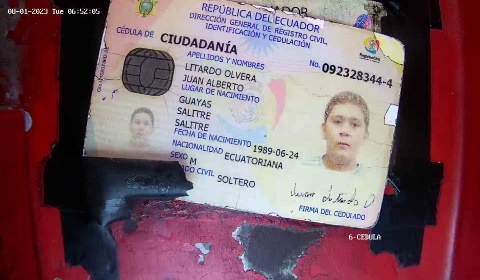 08-01-2023 Tue 06:52:05
REPÚBLICA DEL ECUADOR
DIRECCIÓN GENERAL DE REGISTRO CIVIL,
IDENTIFICACIÓN Y CEDULACIÓN
CÉDULA DE CIUDADANÍA
No. 092328344-4
APELLIDOS Y NOMBRES
LITARDO OLVERA
JUAN ALBERTO
LUGAR DE NACIMIENTO
GUAYAS
SALITRE
SALITRE
FECHA DE NACIMIENTO 1989-06-24
NACIONALIDAD ECUATORIANA
SEXO M
CIVIL SOLTERO
FIRMA DEL CEDULADO
6-CEDULA